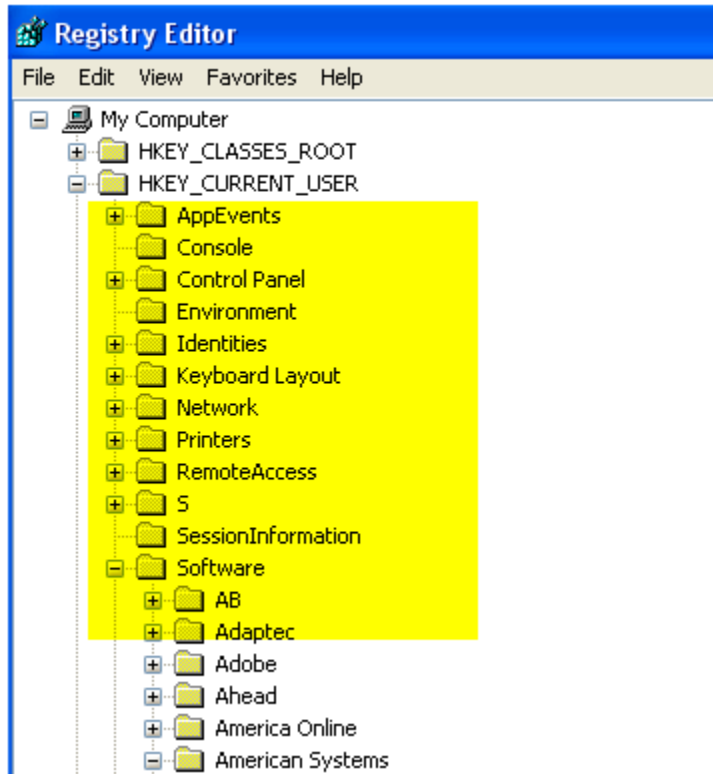 Registry Editor
File Edit View Favorites Help
My Computer
HKEY_CLASSES_ROOT
HKEY_CURRENT_USER
AppEvents
Console
Control Panel
Environment
Identities
Keyboard Layout
Network
Printers
RemoteAccess
S
SessionInformation
Software
AB
Adaptec
Adobe
Ahead
America Online
American Systems